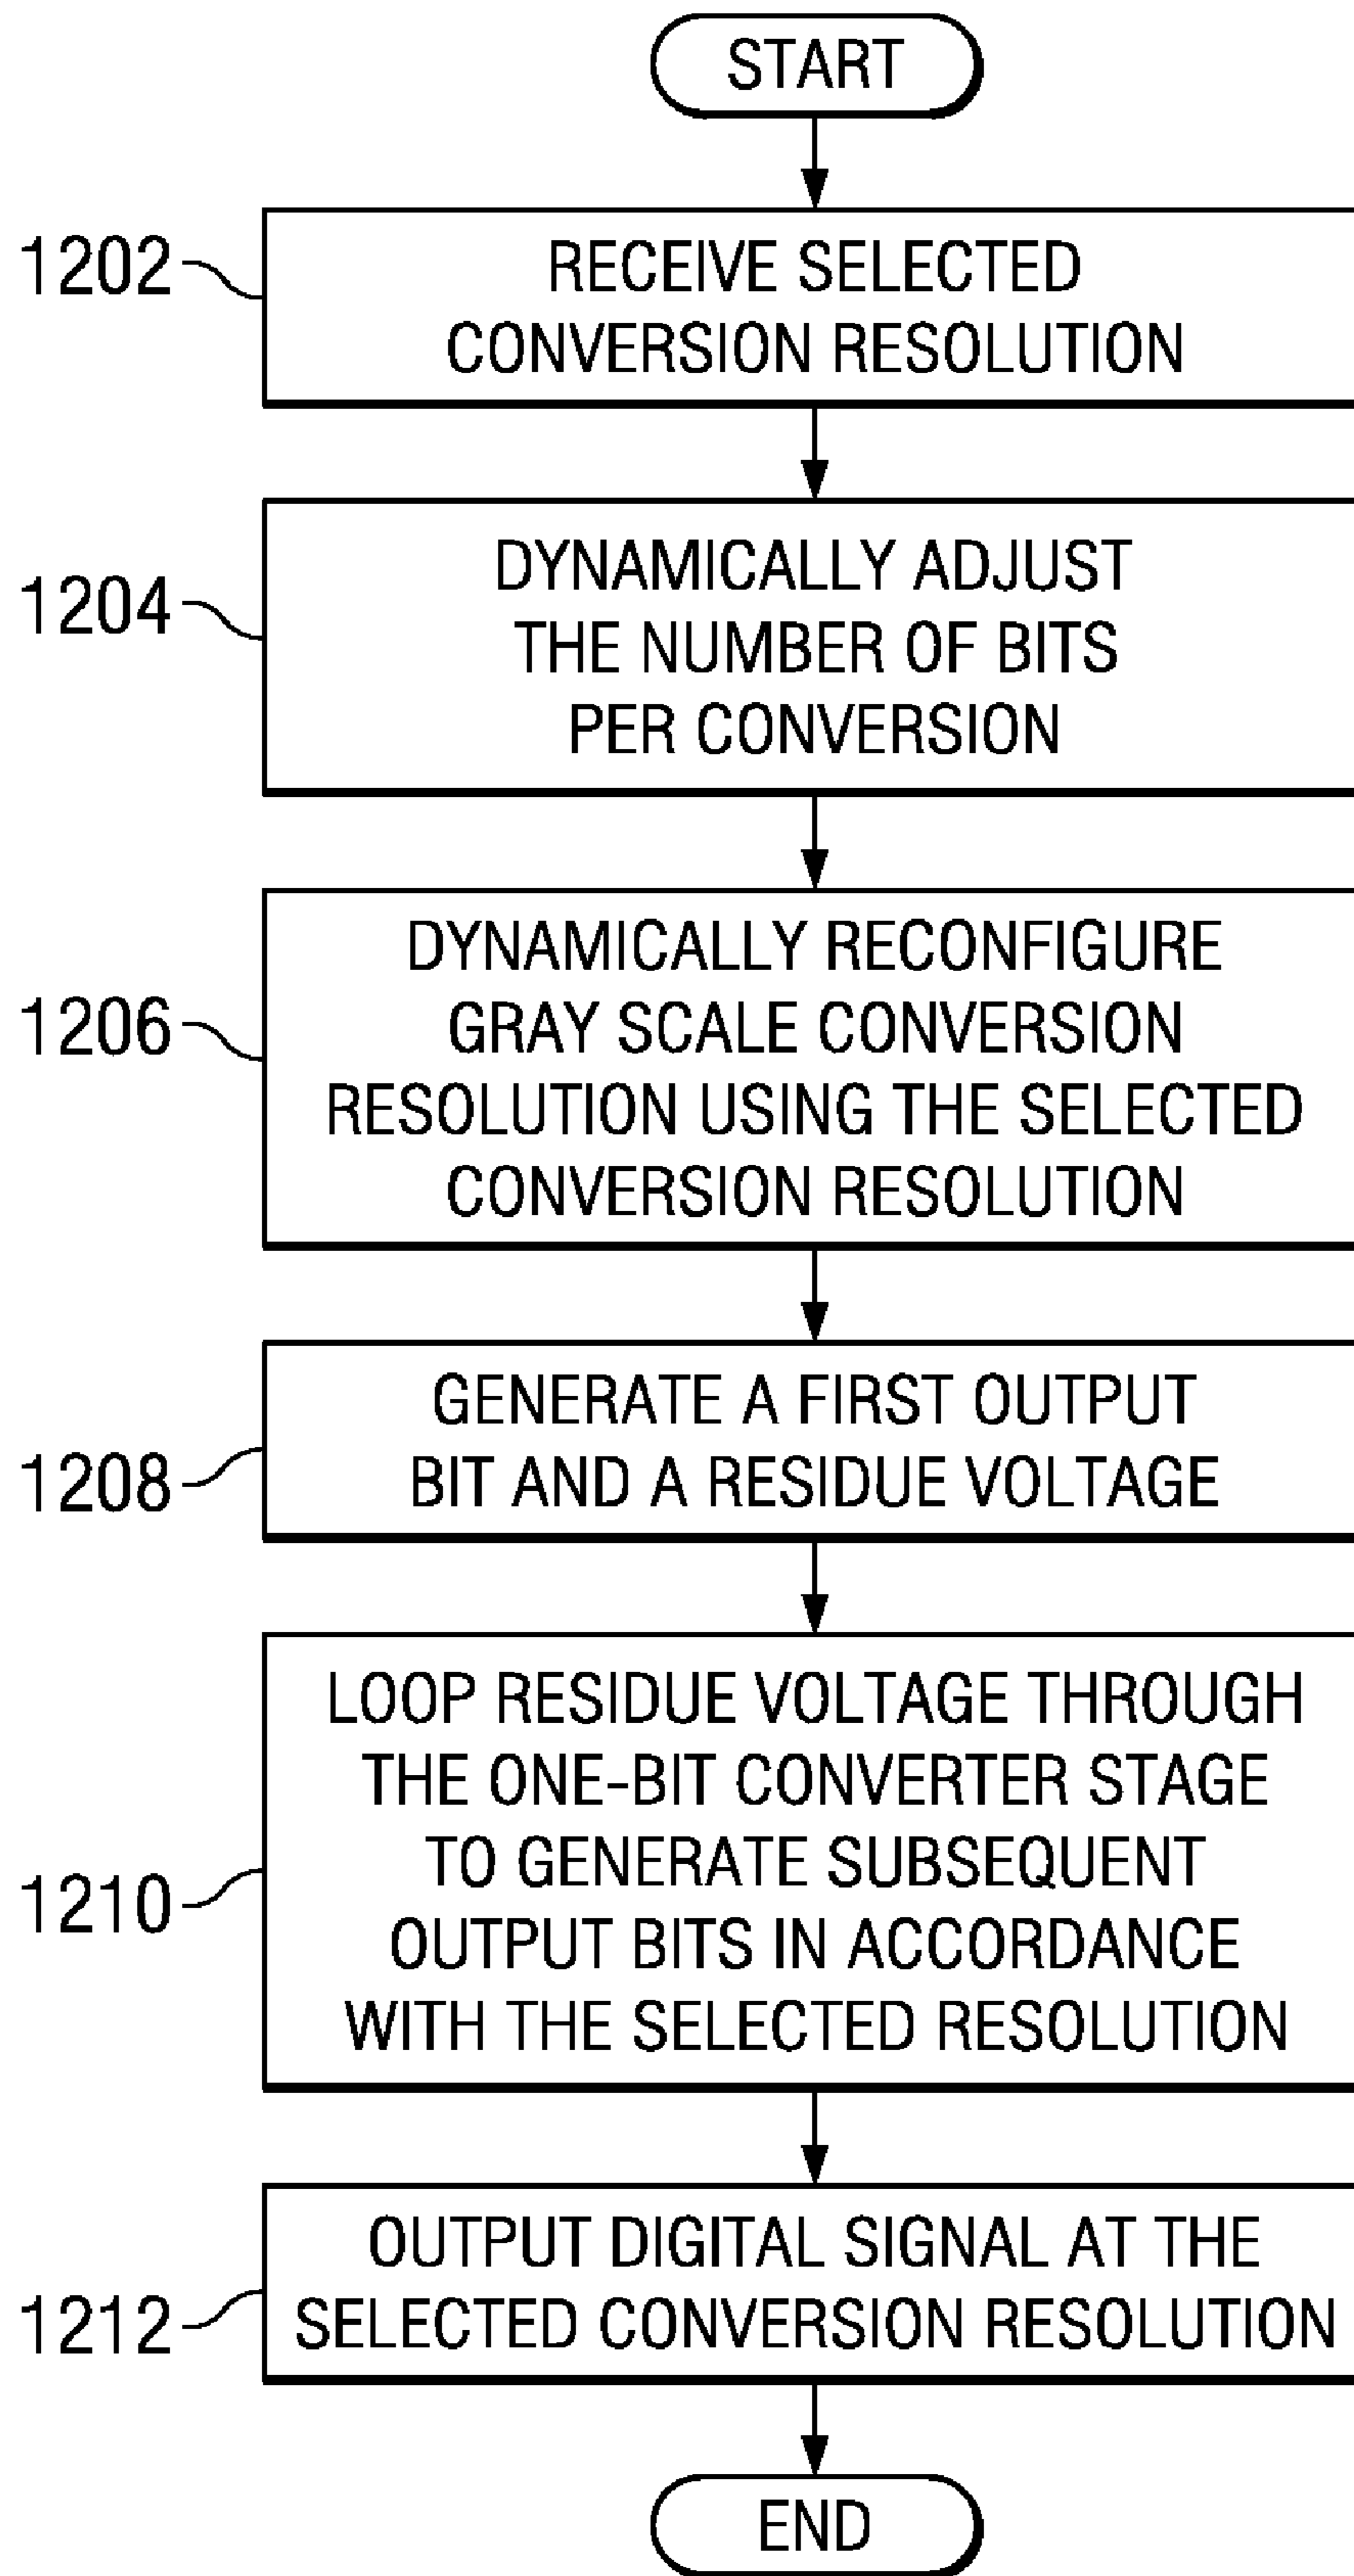 START
1202
RECEIVE SELECTED
CONVERSION RESOLUTION
1204
DYNAMICALLY ADJUST
THE NUMBER OF BITS
PER CONVERSION
1206
DYNAMICALLY RECONFIGURE
GRAY SCALE CONVERSION
RESOLUTION USING THE SELECTED
CONVERSION RESOLUTION
1208
GENERATE A FIRST OUTPUT
BIT AND A RESIDUE VOLTAGE
1210
LOOP RESIDUE VOLTAGE THROUGH
THE ONE-BIT CONVERTER STAGE
TO GENERATE SUBSEQUENT
OUTPUT BITS IN ACCORDANCE
WITH THE SELECTED RESOLUTION
1212
OUTPUT DIGITAL SIGNAL AT THE
SELECTED CONVERSION RESOLUTION
END